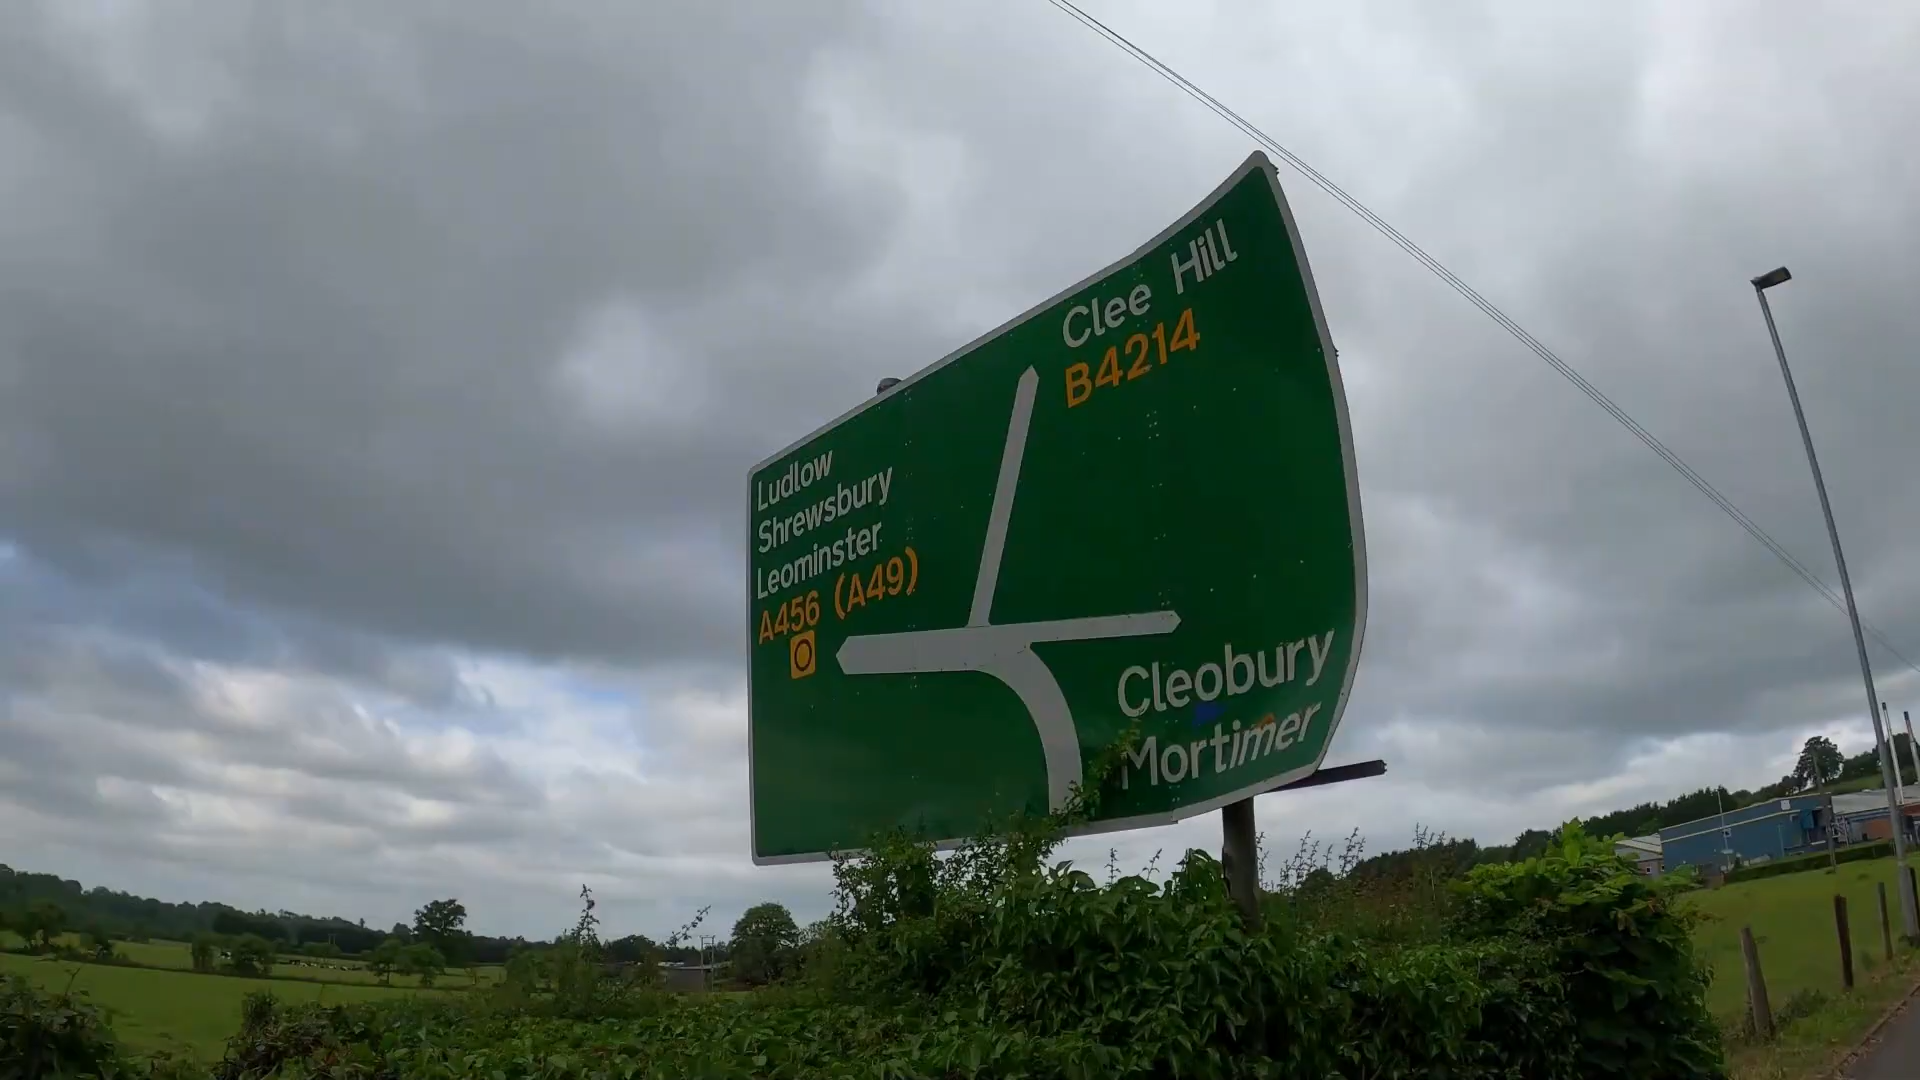 Clee Hill
B4214
Ludlow
Shrewsbury
Leominster
A456 (A49)
Cleobury
Mortimer